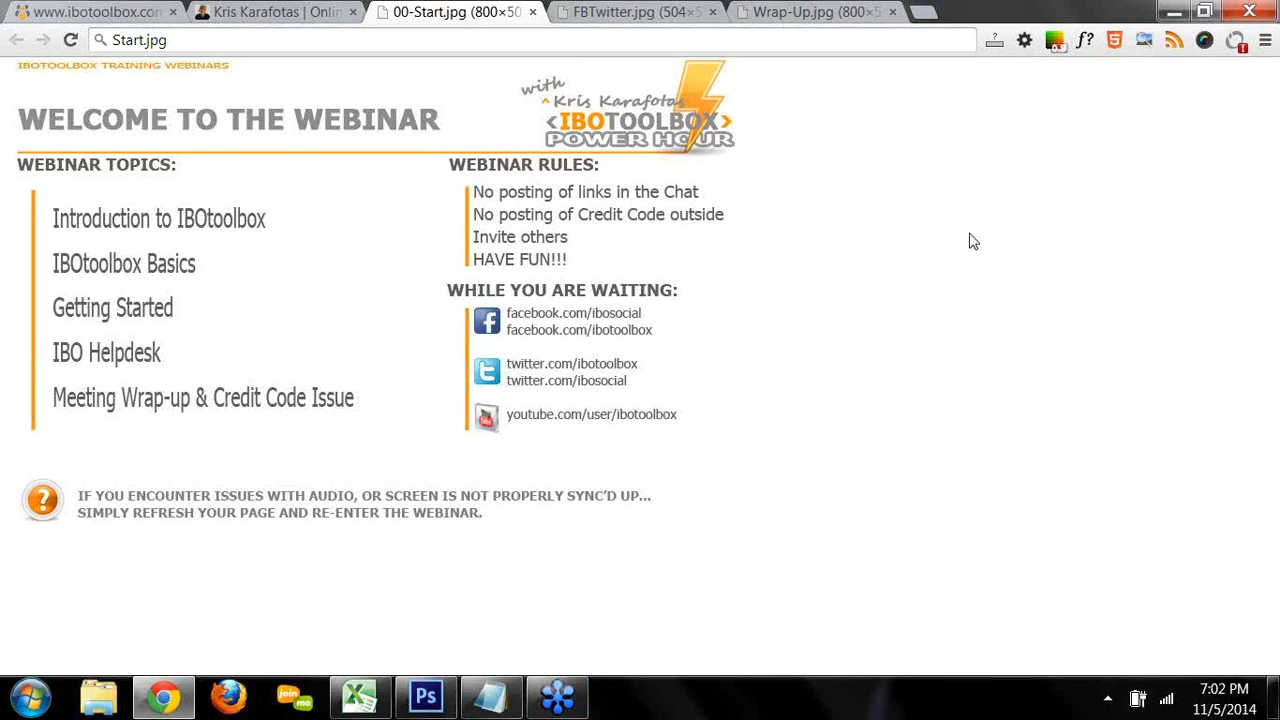 www.ibotoolbox.com
Kris Karafotas | Onlin
00-Start.jpg (800×50
FBTwitter.jpg (504×5
Wrap-Up.jpg (800×5
Start.jpg
IBOTOOLBOX TRAINING WEBINARS
WELCOME TO THE WEBINAR
with
^Kris Karafotas
<IBOTOOLBOX>
POWER HOUR
WEBINAR TOPICS:
Introduction to IBOtoolbox
IBOtoolbox Basics
Getting Started
IBO Helpdesk
Meeting Wrap-up & Credit Code Issue
WEBINAR RULES:
No posting of links in the Chat
No posting of Credit Code outside
Invite others
HAVE FUN!!!
WHILE YOU ARE WAITING:
facebook.com/ibosocial
facebook.com/ibotoolbox
twitter.com/ibotoolbox
twitter.com/ibosocial
youtube.com/user/ibotoolbox
IF YOU ENCOUNTER ISSUES WITH AUDIO, OR SCREEN IS NOT PROPERLY SYNC'D UP...
SIMPLY REFRESH YOUR PAGE AND RE-ENTER THE WEBINAR.
join
me
Ps
7:02 PM
11/5/2014